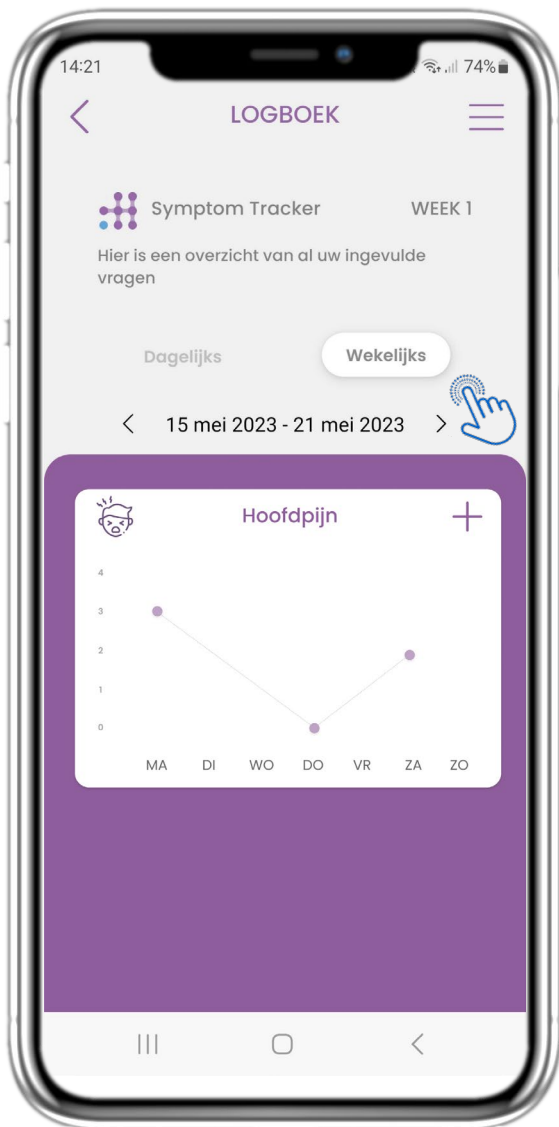 14:21 74%
LOGBOEK
Symptom Tracker WEEK 1
Hier is een overzicht van al uw ingevulde
vragen
Dagelijks Wekelijks
15 mei 2023 - 21 mei 2023
Hoofdpijn
4
3
2
1
0
MA DI WO DO VR ZA ZO